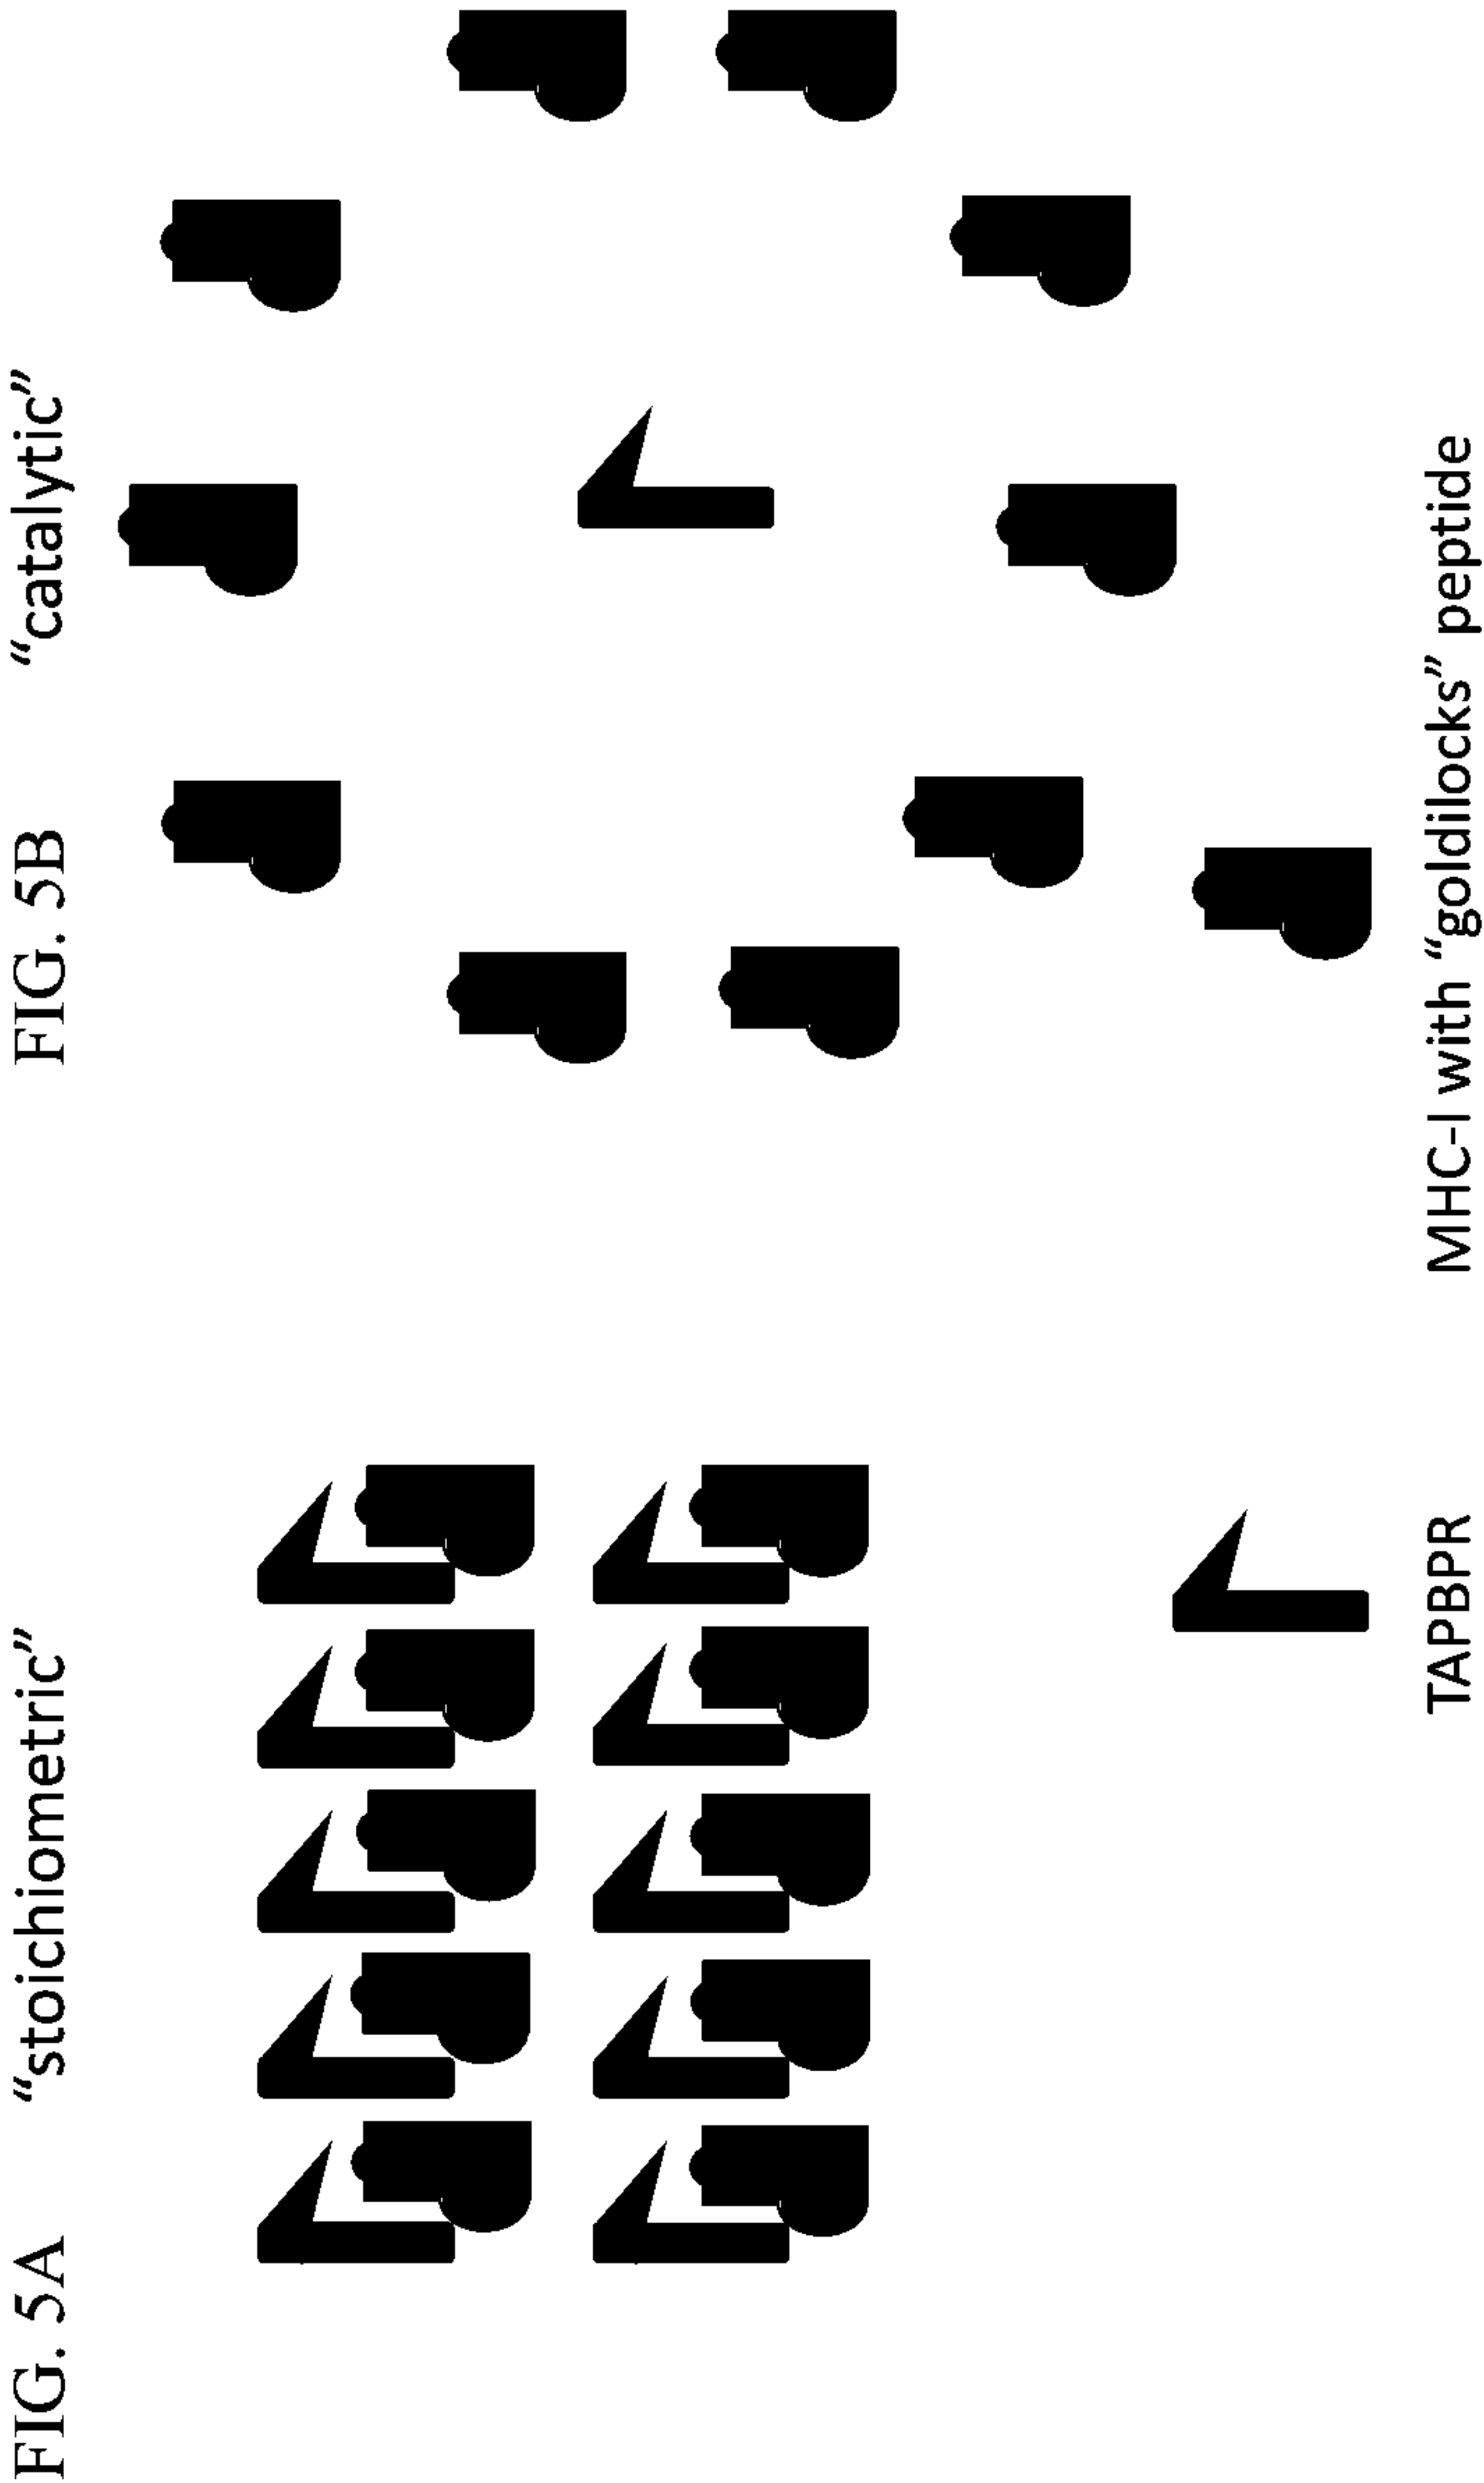 FIG. 5A
“stoichiometric”
FIG. 5B
“catalytic”
TAPBPR
MHC-I with “goldilocks” peptide